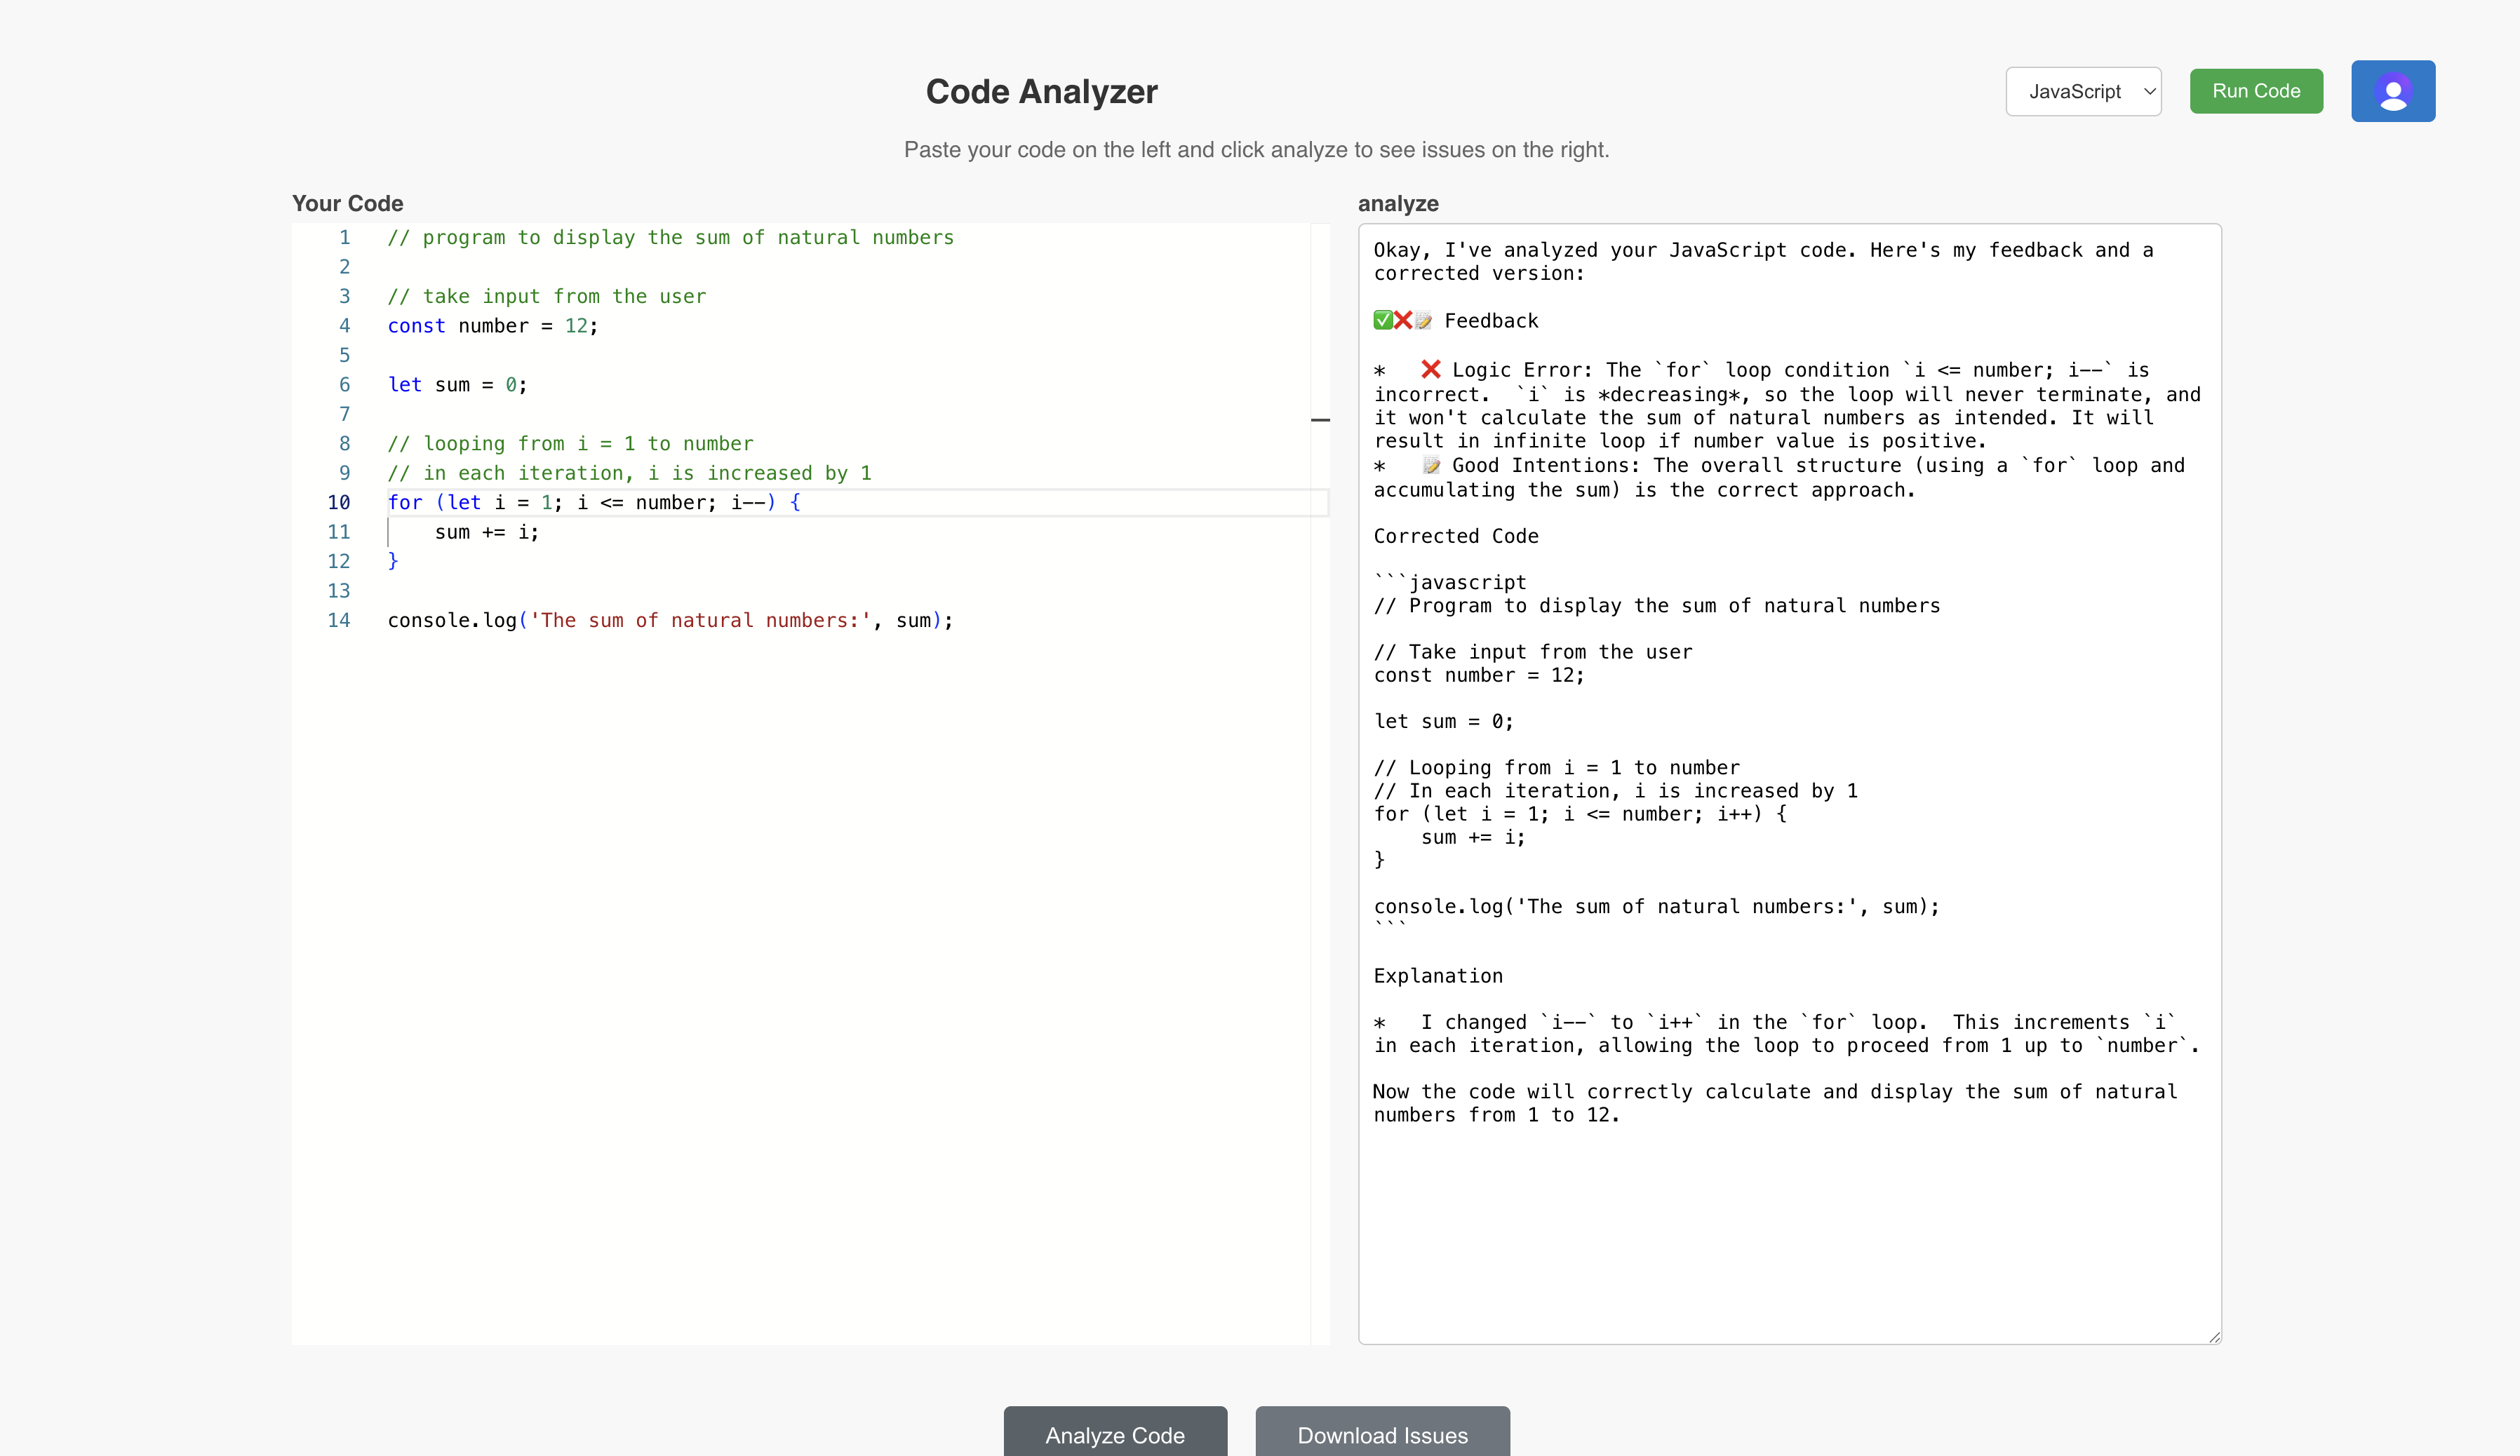 Code Analyzer
JavaScript
Run Code
Paste your code on the left and click analyze to see issues on the right.
Your Code
1 // program to display the sum of natural numbers
2
3 // take input from the user
4 const number = 12;
5
6 let sum = 0;
7
8 // looping from i = 1 to number
9 // in each iteration, i is increased by 1
10 for (let i = 1; i <= number; i--) {
11     sum += i;
12 }
13
14 console.log('The sum of natural numbers:', sum);
analyze
Okay, I've analyzed your JavaScript code. Here's my feedback and a
corrected version:
✅❌📝 Feedback
*   ❌ Logic Error: The `for` loop condition `i <= number; i--` is
incorrect.  `i` is *decreasing*, so the loop will never terminate, and
it won't calculate the sum of natural numbers as intended. It will
result in infinite loop if number value is positive.
*   📝 Good Intentions: The overall structure (using a `for` loop and
accumulating the sum) is the correct approach.
Corrected Code
```javascript
// Program to display the sum of natural numbers
// Take input from the user
const number = 12;
let sum = 0;
// Looping from i = 1 to number
// In each iteration, i is increased by 1
for (let i = 1; i <= number; i++) {
    sum += i;
}
console.log('The sum of natural numbers:', sum);
```
Explanation
*   I changed `i--` to `i++` in the `for` loop.  This increments `i`
in each iteration, allowing the loop to proceed from 1 up to `number`.
Now the code will correctly calculate and display the sum of natural
numbers from 1 to 12.
Analyze Code
Download Issues